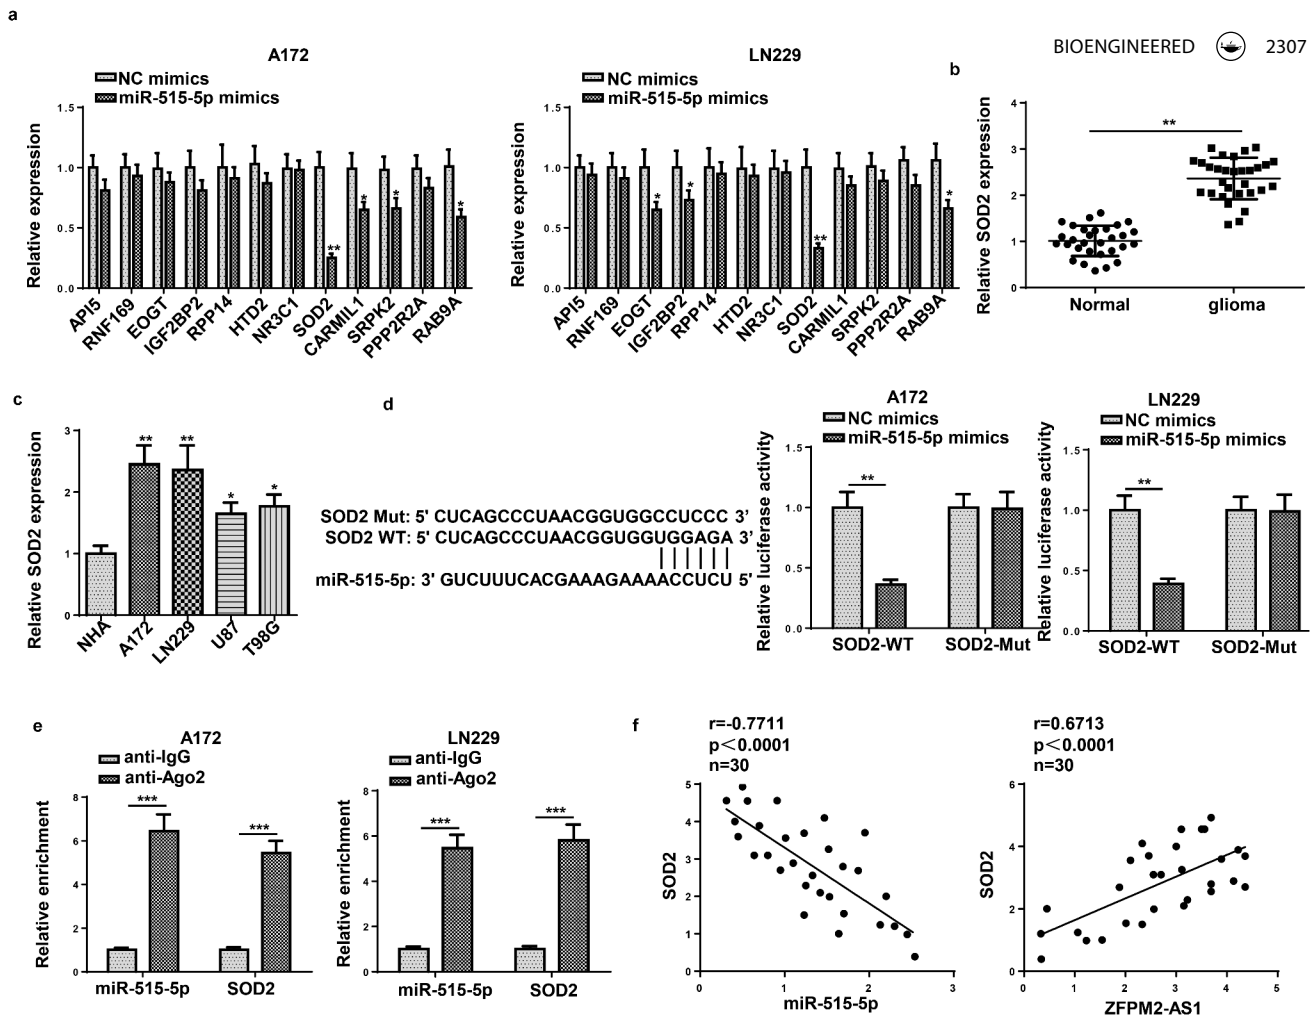 a
BIOENGINEERED 2307
A172
NC mimics
miR-515-5p mimics
Relative expression
1.5
1.0
0.5
0.0
** * * *
API5 RNF169 EOGT IGF2BP2 RPP14 HTD2 NR3C1 SOD2 CARMIL1 SRPK2 PPP2R2A RAB9A
LN229
NC mimics
miR-515-5p mimics
Relative expression
1.5
1.0
0.5
0.0
* * ** *
API5 RNF169 EOGT IGF2BP2 RPP14 HTD2 NR3C1 SOD2 CARMIL1 SRPK2 PPP2R2A RAB9A
b
Relative SOD2 expression
4
3
2
1
0
**
Normal glioma
c
Relative SOD2 expression
3
2
1
0
** ** * *
NHA A172 LN229 U87 T98G
d
SOD2 Mut: 5' CUCAGCCCUAACGGUGGCCUCCC 3'
SOD2 WT: 5' CUCAGCCCUAACGGUGGUGGAGA 3'
miR-515-5p: 3' GUCUUUCACGAAAGAAAACCUCU 5'
A172
NC mimics
miR-515-5p mimics
Relative luciferase activity
1.5
1.0
0.5
0.0
**
SOD2-WT SOD2-Mut
LN229
NC mimics
miR-515-5p mimics
Relative luciferase activity
1.5
1.0
0.5
0.0
**
SOD2-WT SOD2-Mut
e
A172
anti-IgG
anti-Ago2
Relative enrichment
8
6
4
2
0
*** ***
miR-515-5p SOD2
LN229
anti-IgG
anti-Ago2
Relative enrichment
8
6
4
2
0
*** ***
miR-515-5p SOD2
f
r=-0.7711
p<0.0001
n=30
SOD2
5
4
3
2
1
0
0 1 2 3
miR-515-5p
r=0.6713
p<0.0001
n=30
SOD2
6
4
2
0
0 1 2 3 4 5
ZFPM2-AS1